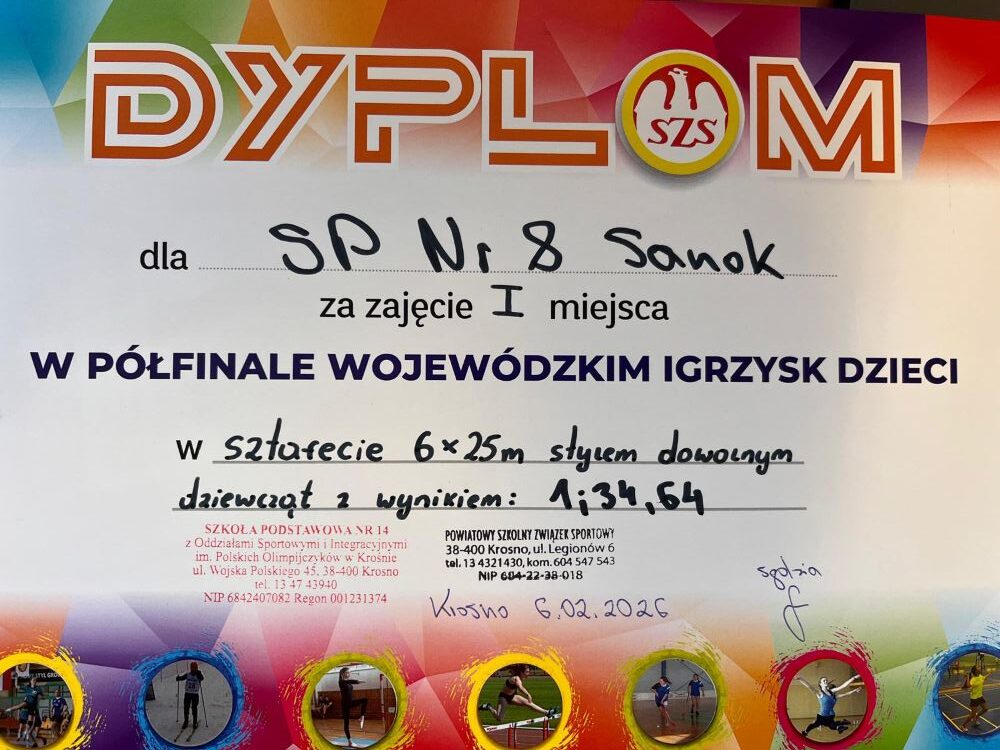 DYPLOM
SZS
dla SP Nr 8 Sanok
za zajęcie I miejsca
W PÓŁFINALE WOJEWÓDZKIM IGRZYSK DZIECI
w sztafecie 6x25m stylem dowolnym
dziewcząt z wynikiem: 1;34,64
SZKOŁA PODSTAWOWA NR 14
z Oddziałami Sportowymi i Integracyjnymi
im. Polskich Olimpijczyków w Krośnie
ul. Wojska Polskiego 45, 38-400 Krosno
tel. 13 47 43940
NIP 6842407082 Regon 001231374
POWIATOWY SZKOLNY ZWIĄZEK SPORTOWY
38-400 Krosno, ul. Legionów 6
tel. 13 4321430, kom. 604 547 543
NIP 684-22-38-018
Krosno 6.02.2026
sędzia